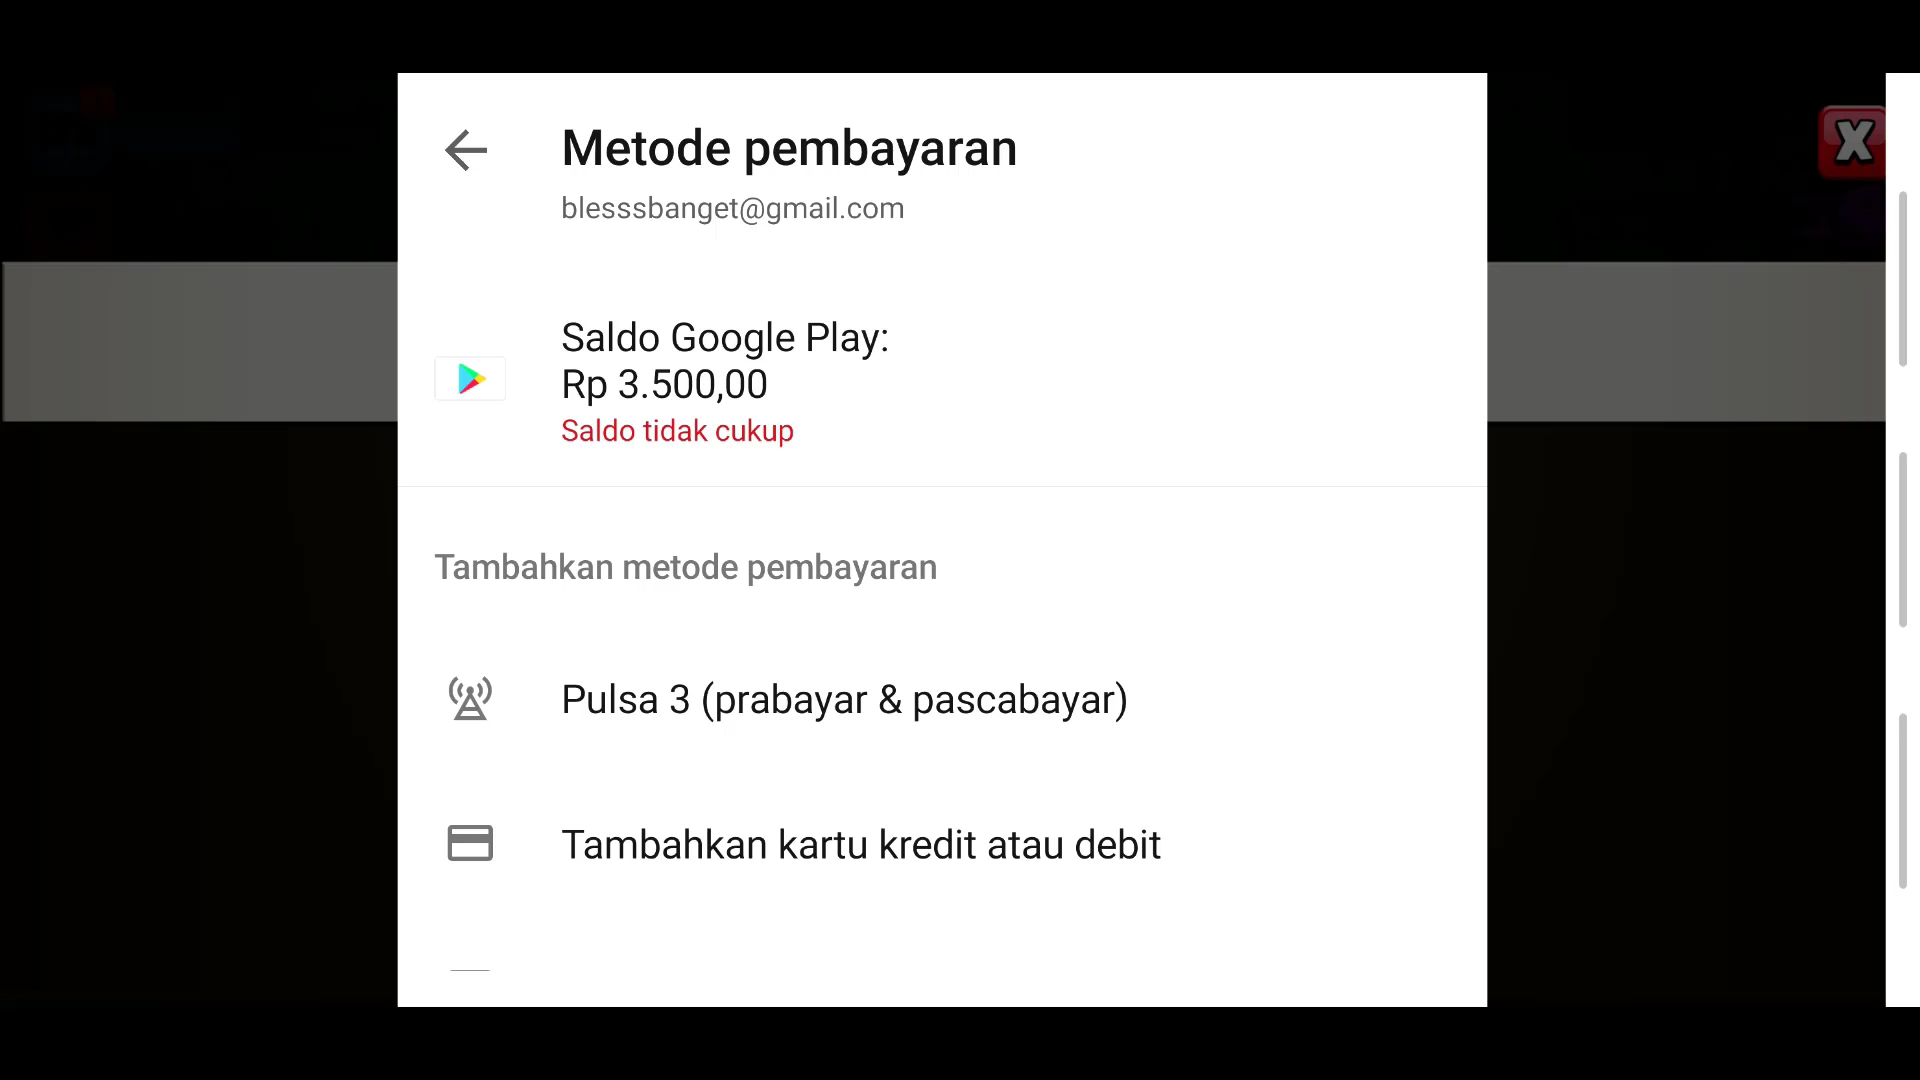 Metode pembayaran
blesssbanget@gmail.com
Saldo Google Play:
Rp 3.500,00
Saldo tidak cukup
Tambahkan metode pembayaran
Pulsa 3 (prabayar & pascabayar)
Tambahkan kartu kredit atau debit
X